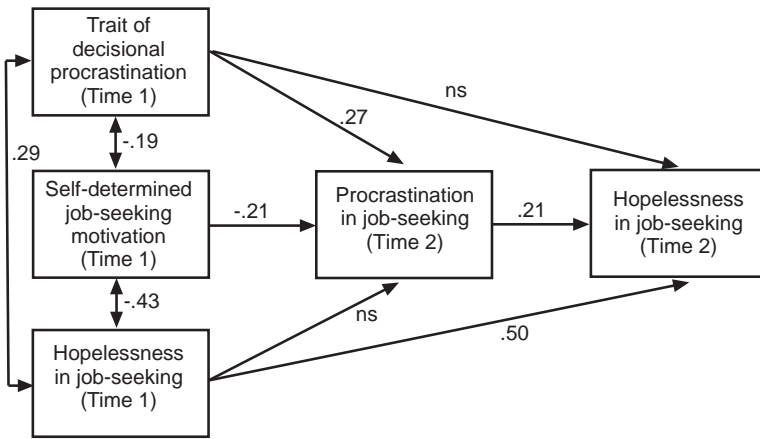 Trait of
decisional
procrastination
(Time 1)
ns
.27
-.19
.29
Self-determined
job-seeking
motivation
(Time 1)
-.21
Procrastination
in job-seeking
(Time 2)
.21
Hopelessness
in job-seeking
(Time 2)
-.43
ns
.50
Hopelessness
in job-seeking
(Time 1)